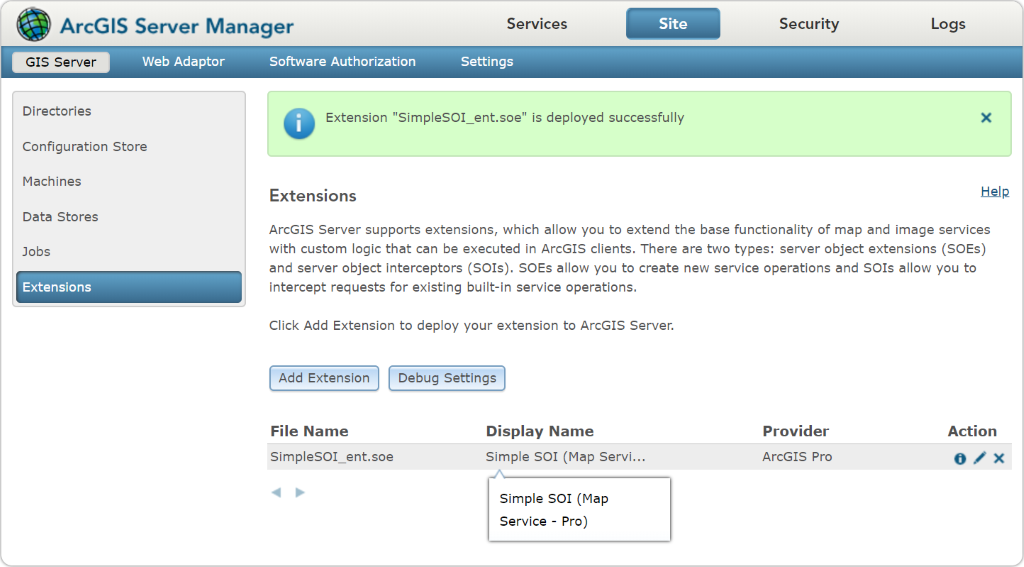 ArcGIS Server Manager
Services
Site
Security
Logs
GIS Server
Web Adaptor
Software Authorization
Settings
Directories
Configuration Store
Machines
Data Stores
Jobs
Extensions
Extension "SimpleSOI_ent.soe" is deployed successfully
Extensions
Help
ArcGIS Server supports extensions, which allow you to extend the base functionality of map and image services
with custom logic that can be executed in ArcGIS clients. There are two types: server object extensions (SOEs)
and server object interceptors (SOIs). SOEs allow you to create new service operations and SOIs allow you to
intercept requests for existing built-in service operations.
Click Add Extension to deploy your extension to ArcGIS Server.
Add Extension
Debug Settings
File Name
Display Name
Provider
Action
SimpleSOI_ent.soe
Simple SOI (Map Servi...
ArcGIS Pro
Simple SOI (Map
Service - Pro)